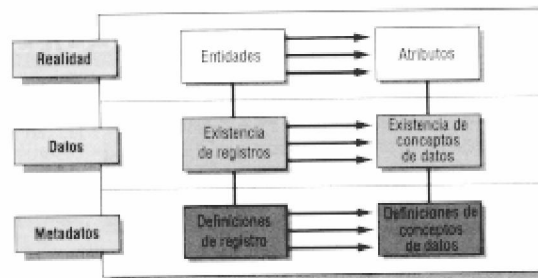 Realidad
Entidades
Atributos
Datos
Existencia
de registros
Existencia de
conceptos
de datos
Metadatos
Definiciones
de registro
Definiciones de
conceptos
de datos